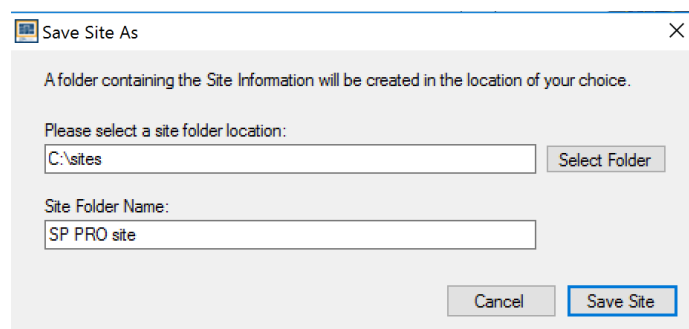 Save Site As
A folder containing the Site Information will be created in the location of your choice.
Please select a site folder location:
C:\sites
Select Folder
Site Folder Name:
SP PRO site
Cancel
Save Site